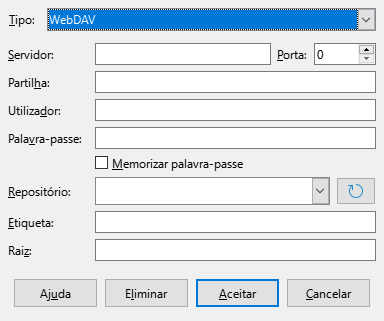 Tipo: WebDAV
Servidor: Porta: 0
Partilha:
Utilizador:
Palavra-passe:
Memorizar palavra-passe
Repositório:
Etiqueta:
Raiz:
Ajuda Eliminar Aceitar Cancelar